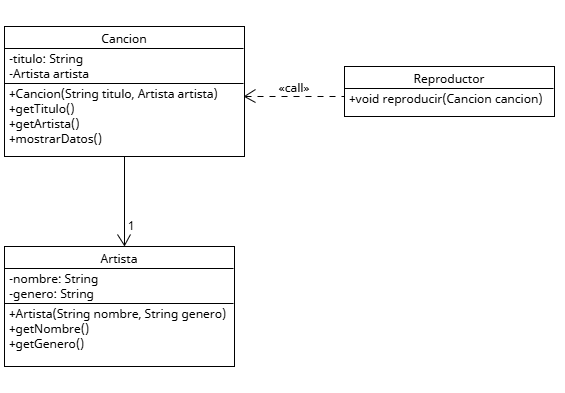 Cancion
-titulo: String
-Artista artista
+Cancion(String titulo, Artista artista)
+getTitulo()
+getArtista()
+mostrarDatos()
«call»
Reproductor
+void reproducir(Cancion cancion)
1
Artista
-nombre: String
-genero: String
+Artista(String nombre, String genero)
+getNombre()
+getGenero()